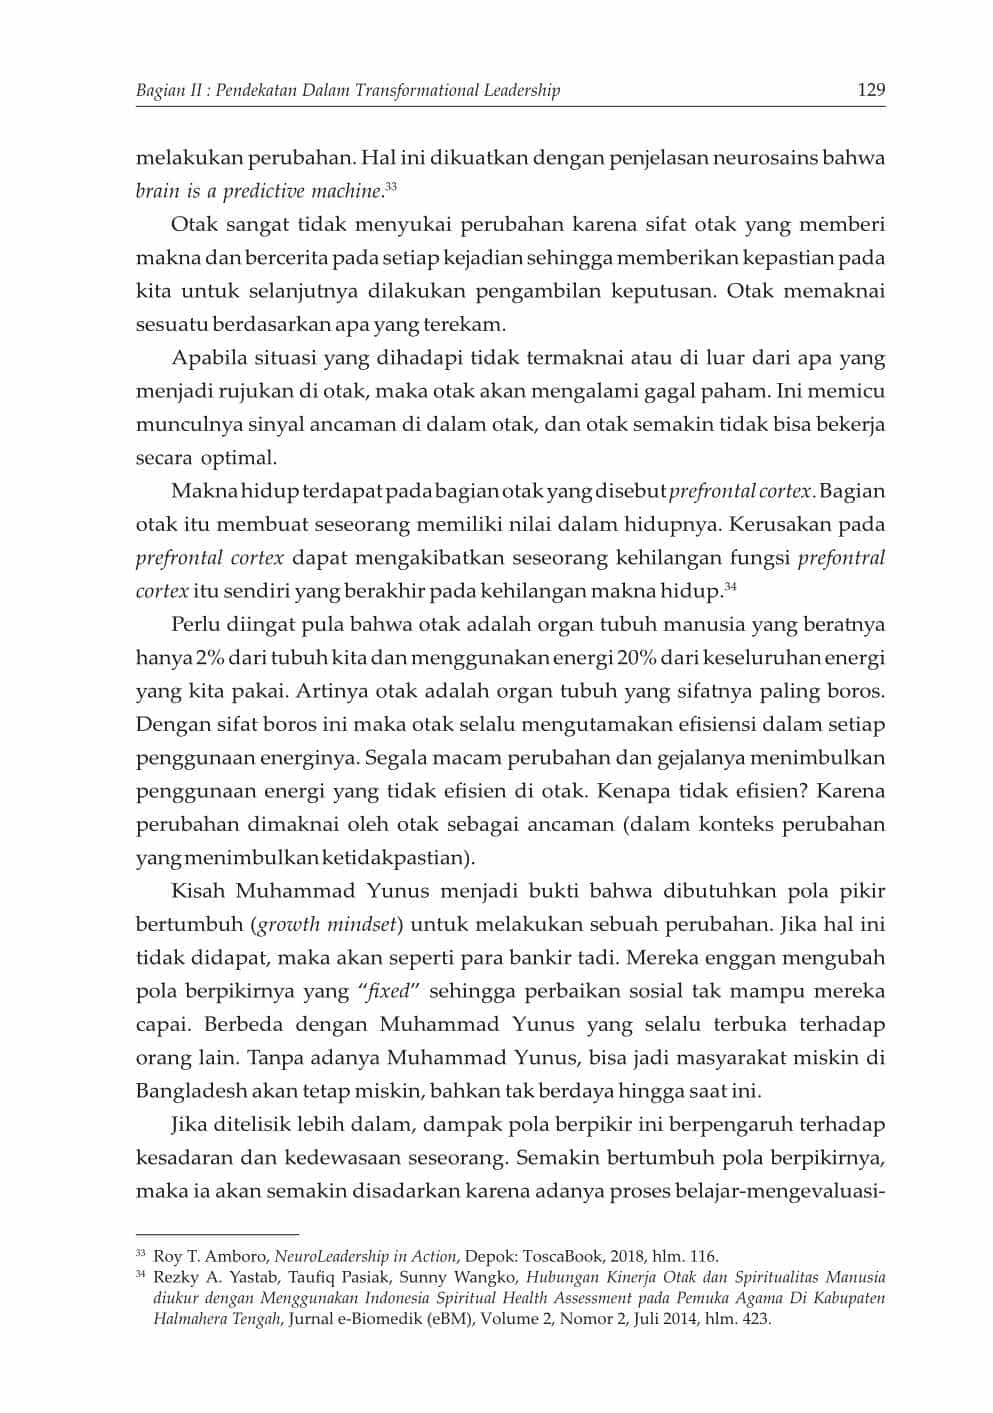 Bagian II : Pendekatan Dalam Transformational Leadership 129
melakukan perubahan. Hal ini dikuatkan dengan penjelasan neurosains bahwa
brain is a predictive machine.³³
Otak sangat tidak menyukai perubahan karena sifat otak yang memberi
makna dan bercerita pada setiap kejadian sehingga memberikan kepastian pada
kita untuk selanjutnya dilakukan pengambilan keputusan. Otak memaknai
sesuatu berdasarkan apa yang terekam.
Apabila situasi yang dihadapi tidak termaknai atau di luar dari apa yang
menjadi rujukan di otak, maka otak akan mengalami gagal paham. Ini memicu
munculnya sinyal ancaman di dalam otak, dan otak semakin tidak bisa bekerja
secara optimal.
Makna hidup terdapat pada bagian otak yang disebut prefrontal cortex. Bagian
otak itu membuat seseorang memiliki nilai dalam hidupnya. Kerusakan pada
prefrontal cortex dapat mengakibatkan seseorang kehilangan fungsi prefontral
cortex itu sendiri yang berakhir pada kehilangan makna hidup.³⁴
Perlu diingat pula bahwa otak adalah organ tubuh manusia yang beratnya
hanya 2% dari tubuh kita dan menggunakan energi 20% dari keseluruhan energi
yang kita pakai. Artinya otak adalah organ tubuh yang sifatnya paling boros.
Dengan sifat boros ini maka otak selalu mengutamakan efisiensi dalam setiap
penggunaan energinya. Segala macam perubahan dan gejalanya menimbulkan
penggunaan energi yang tidak efisien di otak. Kenapa tidak efisien? Karena
perubahan dimaknai oleh otak sebagai ancaman (dalam konteks perubahan
yang menimbulkan ketidakpastian).
Kisah Muhammad Yunus menjadi bukti bahwa dibutuhkan pola pikir
bertumbuh (growth mindset) untuk melakukan sebuah perubahan. Jika hal ini
tidak didapat, maka akan seperti para bankir tadi. Mereka enggan mengubah
pola berpikirnya yang “fixed” sehingga perbaikan sosial tak mampu mereka
capai. Berbeda dengan Muhammad Yunus yang selalu terbuka terhadap
orang lain. Tanpa adanya Muhammad Yunus, bisa jadi masyarakat miskin di
Bangladesh akan tetap miskin, bahkan tak berdaya hingga saat ini.
Jika ditelisik lebih dalam, dampak pola berpikir ini berpengaruh terhadap
kesadaran dan kedewasaan seseorang. Semakin bertumbuh pola berpikirnya,
maka ia akan semakin disadarkan karena adanya proses belajar-mengevaluasi-
³³ Roy T. Amboro, NeuroLeadership in Action, Depok: ToscaBook, 2018, hlm. 116.
³⁴ Rezky A. Yastab, Taufiq Pasiak, Sunny Wangko, Hubungan Kinerja Otak dan Spiritualitas Manusia
diukur dengan Menggunakan Indonesia Spiritual Health Assessment pada Pemuka Agama Di Kabupaten
Halmahera Tengah, Jurnal e-Biomedik (eBM), Volume 2, Nomor 2, Juli 2014, hlm. 423.